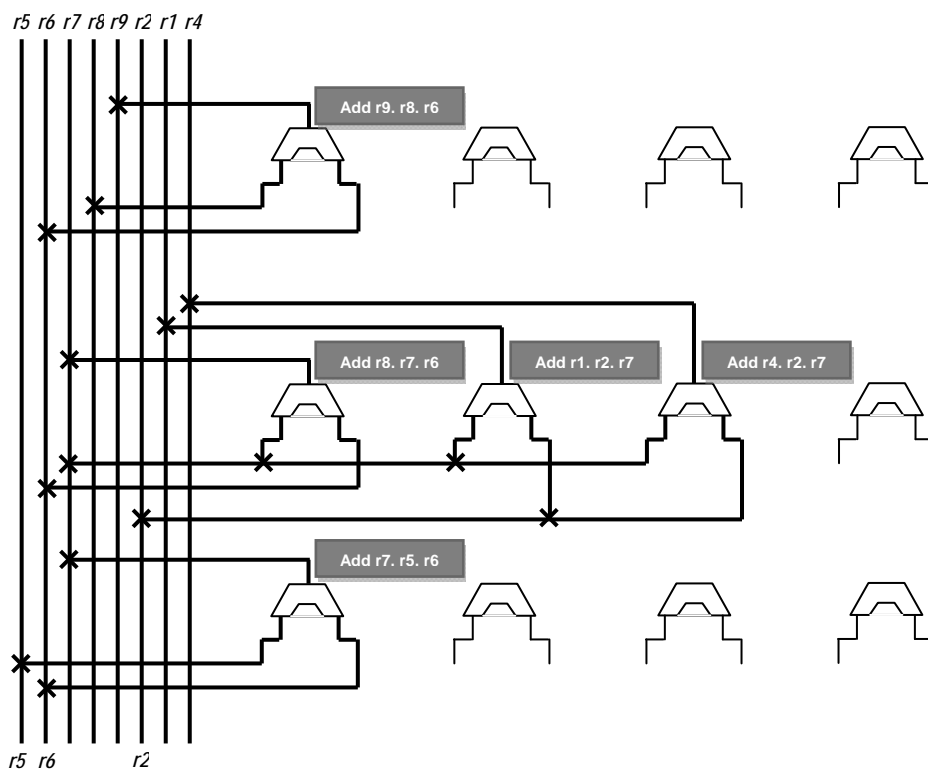 r5 r6 r7 r8 r9 r2 r1 r4
Add r9. r8. r6
Add r8. r7. r6
Add r1. r2. r7
Add r4. r2. r7
Add r7. r5. r6
r5 r6 r2